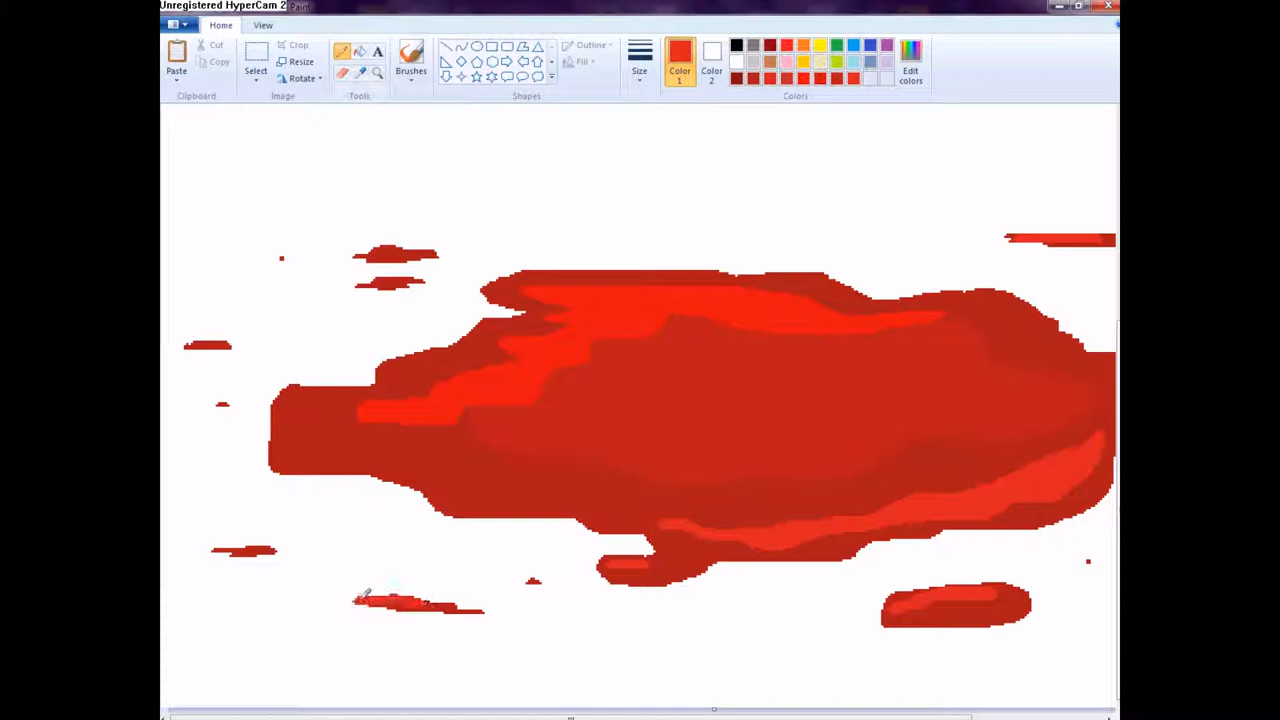 Unregistered HyperCam 2 Paint
Home View
Paste
Cut
Copy
Clipboard
Select
Crop
Resize
Rotate
Image
A
Tools
Brushes
Outline
Fill
Shapes
Size
Color 1
Color 2
Edit colors
Colors